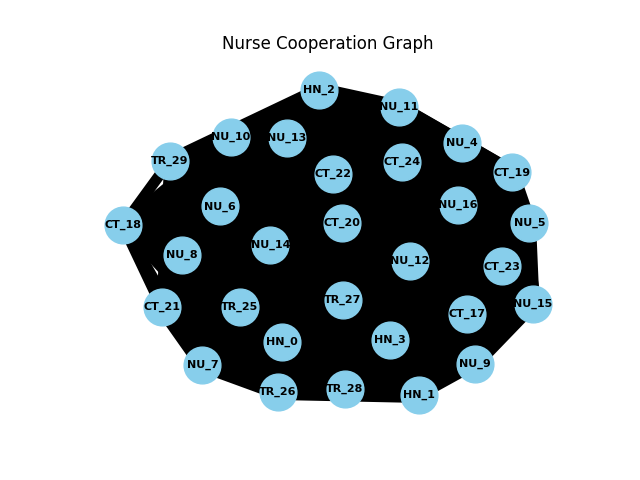 Nurse Cooperation Graph
HN_2
NU_11
NU_10
NU_13
NU_4
TR_29
CT_24
CT_22
CT_19
NU_6
NU_16
CT_18
CT_20
NU_5
NU_14
NU_8
NU_12
CT_23
TR_27
NU_15
CT_21
TR_25
CT_17
HN_0
HN_3
NU_7
NU_9
TR_26
TR_28
HN_1